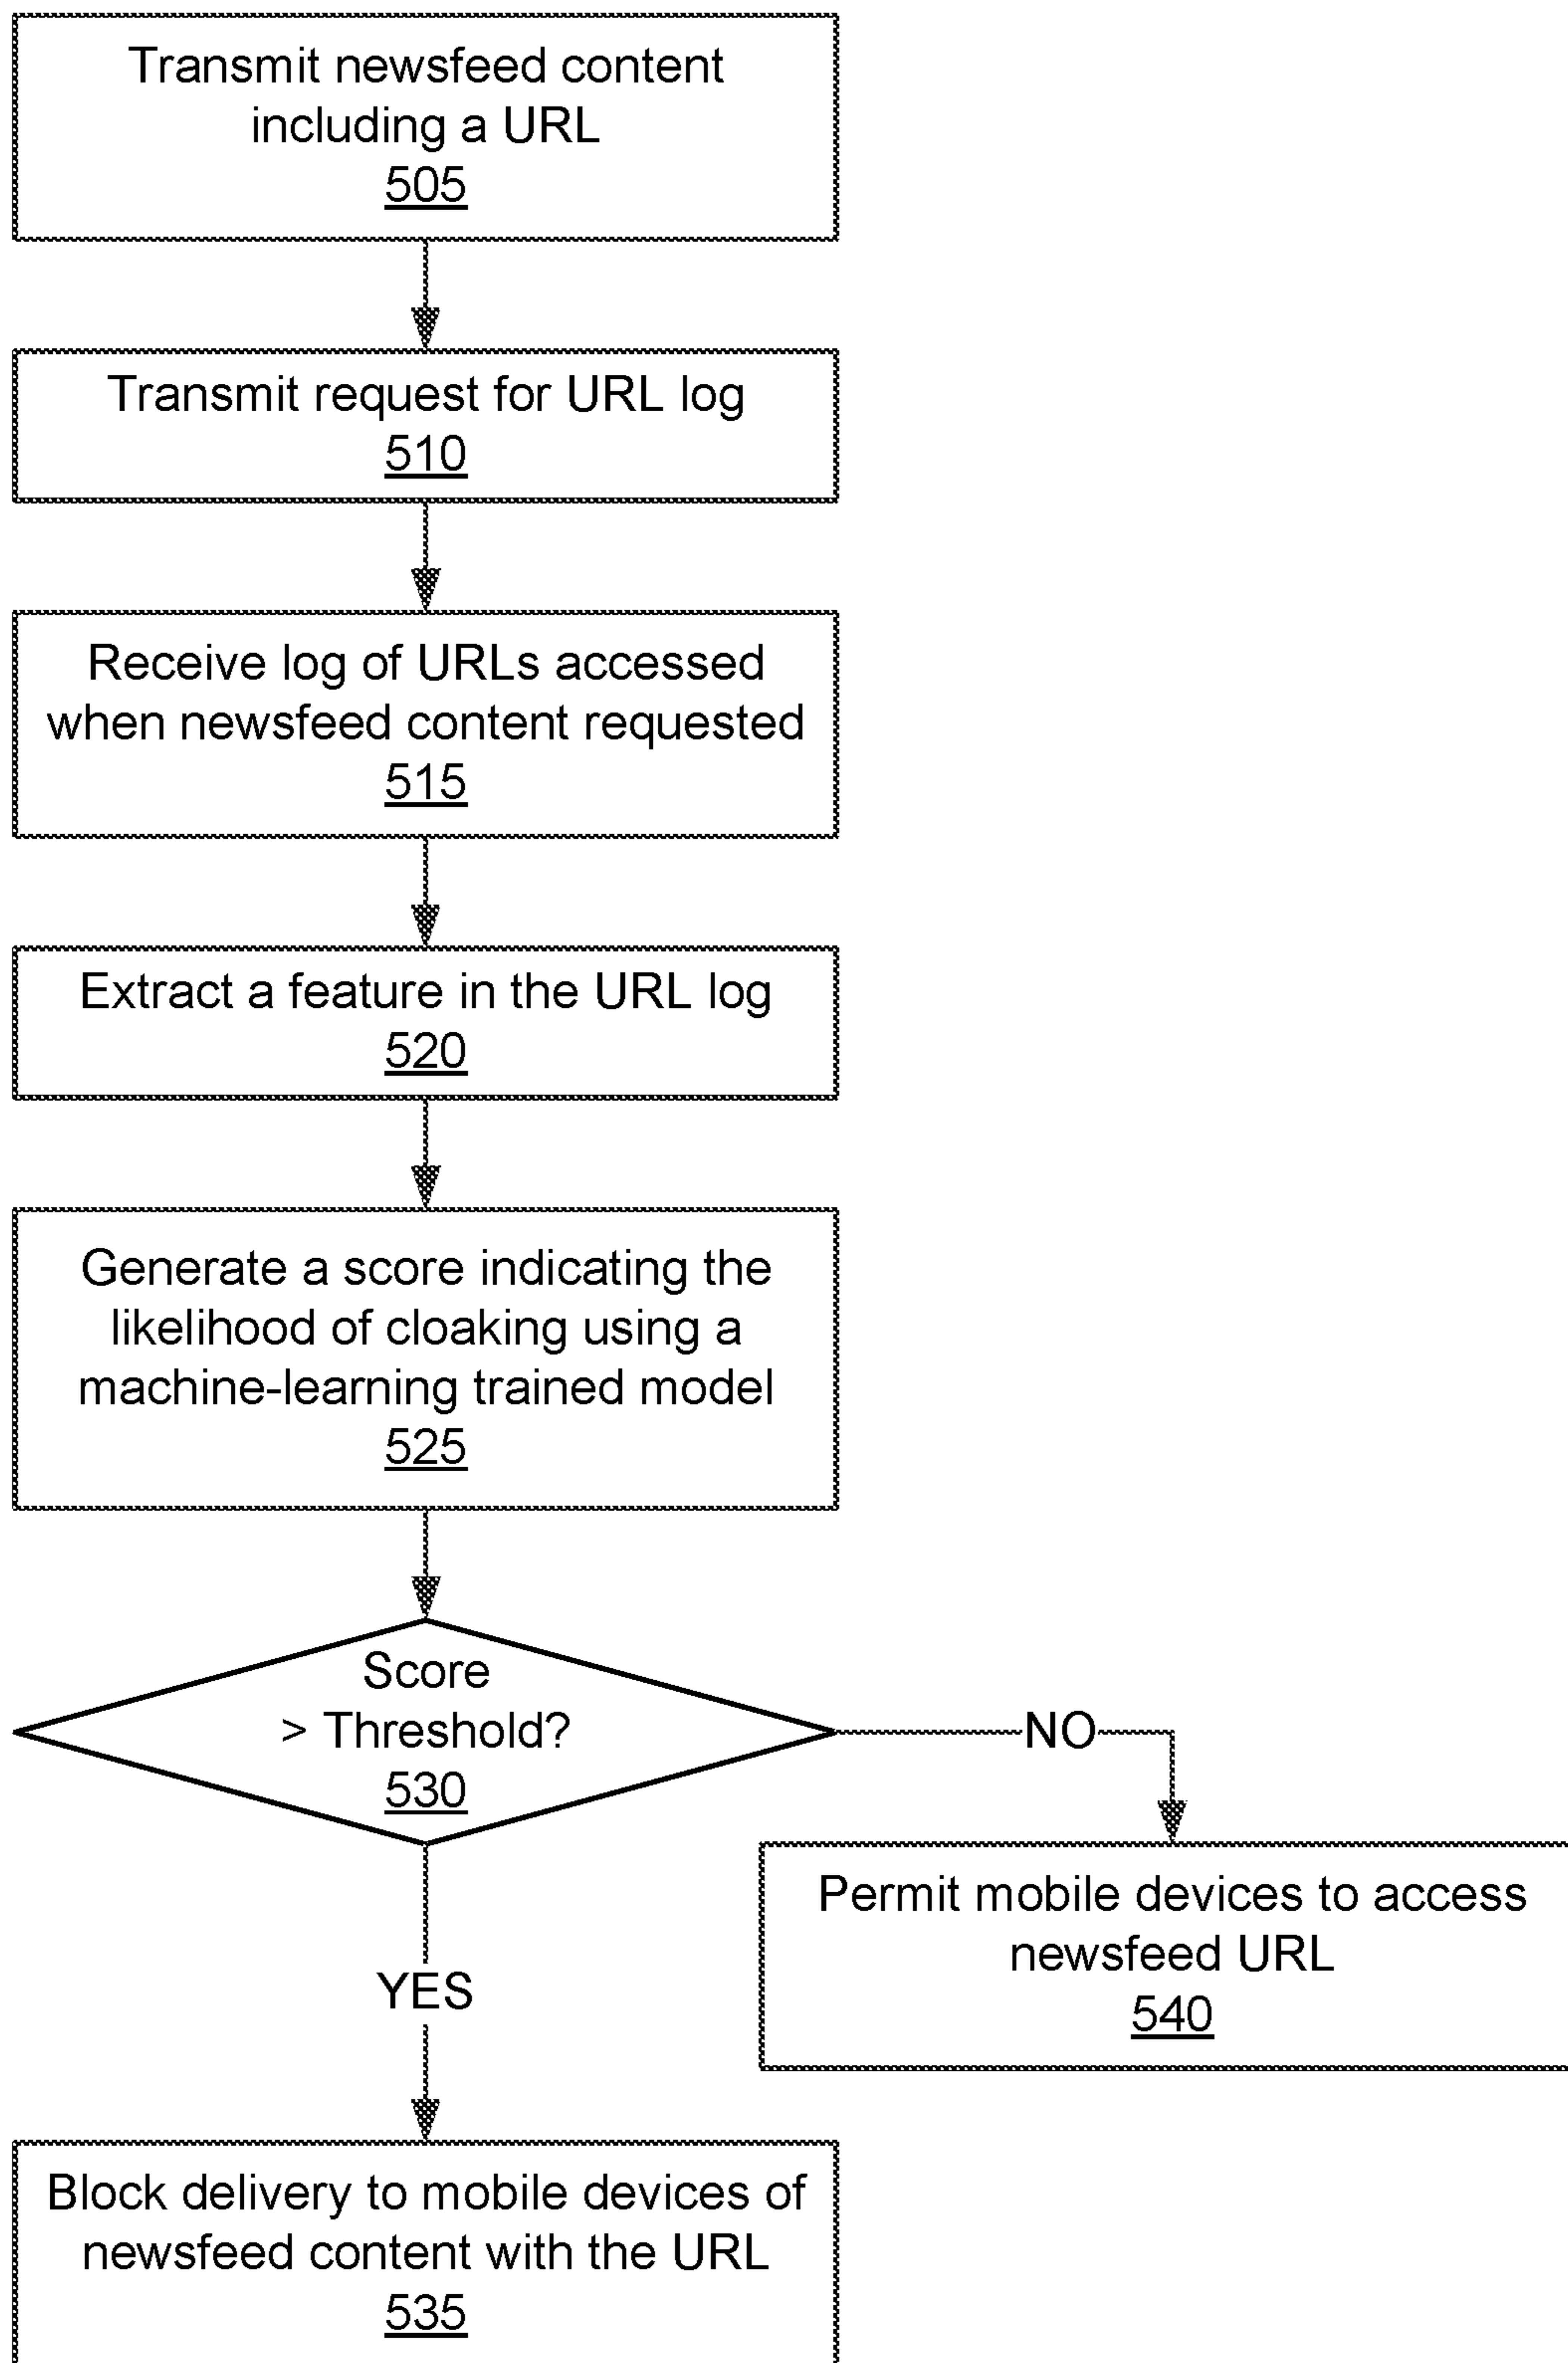 Transmit newsfeed content
including a URL
505
Transmit request for URL log
510
Receive log of URLs accessed
when newsfeed content requested
515
Extract a feature in the URL log
520
Generate a score indicating the
likelihood of cloaking using a
machine-learning trained model
525
Score
> Threshold?
530
NO
Permit mobile devices to access
newsfeed URL
540
YES
Block delivery to mobile devices of
newsfeed content with the URL
535